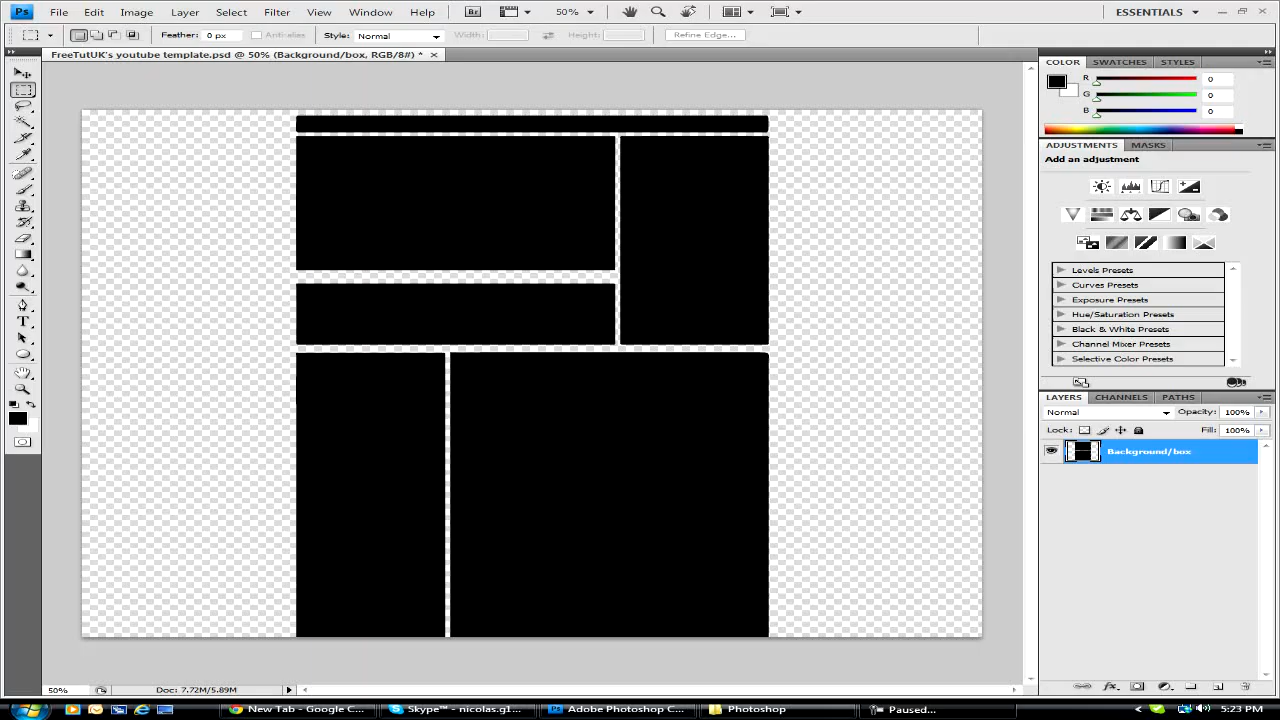 Ps File Edit Image Layer Select Filter View Window Help Br 50% ESSENTIALS
Feather: 0 px Anti-alias Style: Normal Width: Height: Refine Edge...
FreeTutUK's youtube template.psd @ 50% (Background/box, RGB/8#) *
COLOR SWATCHES STYLES
R 0
G 0
B 0
ADJUSTMENTS MASKS
Add an adjustment
Levels Presets
Curves Presets
Exposure Presets
Hue/Saturation Presets
Black & White Presets
Channel Mixer Presets
Selective Color Presets
LAYERS CHANNELS PATHS
Normal Opacity: 100%
Lock: Fill: 100%
Background/box
50% Doc: 7.72M/5.89M
New Tab - Google C... Skype™ - nicolas.g1... Adobe Photoshop C... Photoshop Paused... 5:23 PM